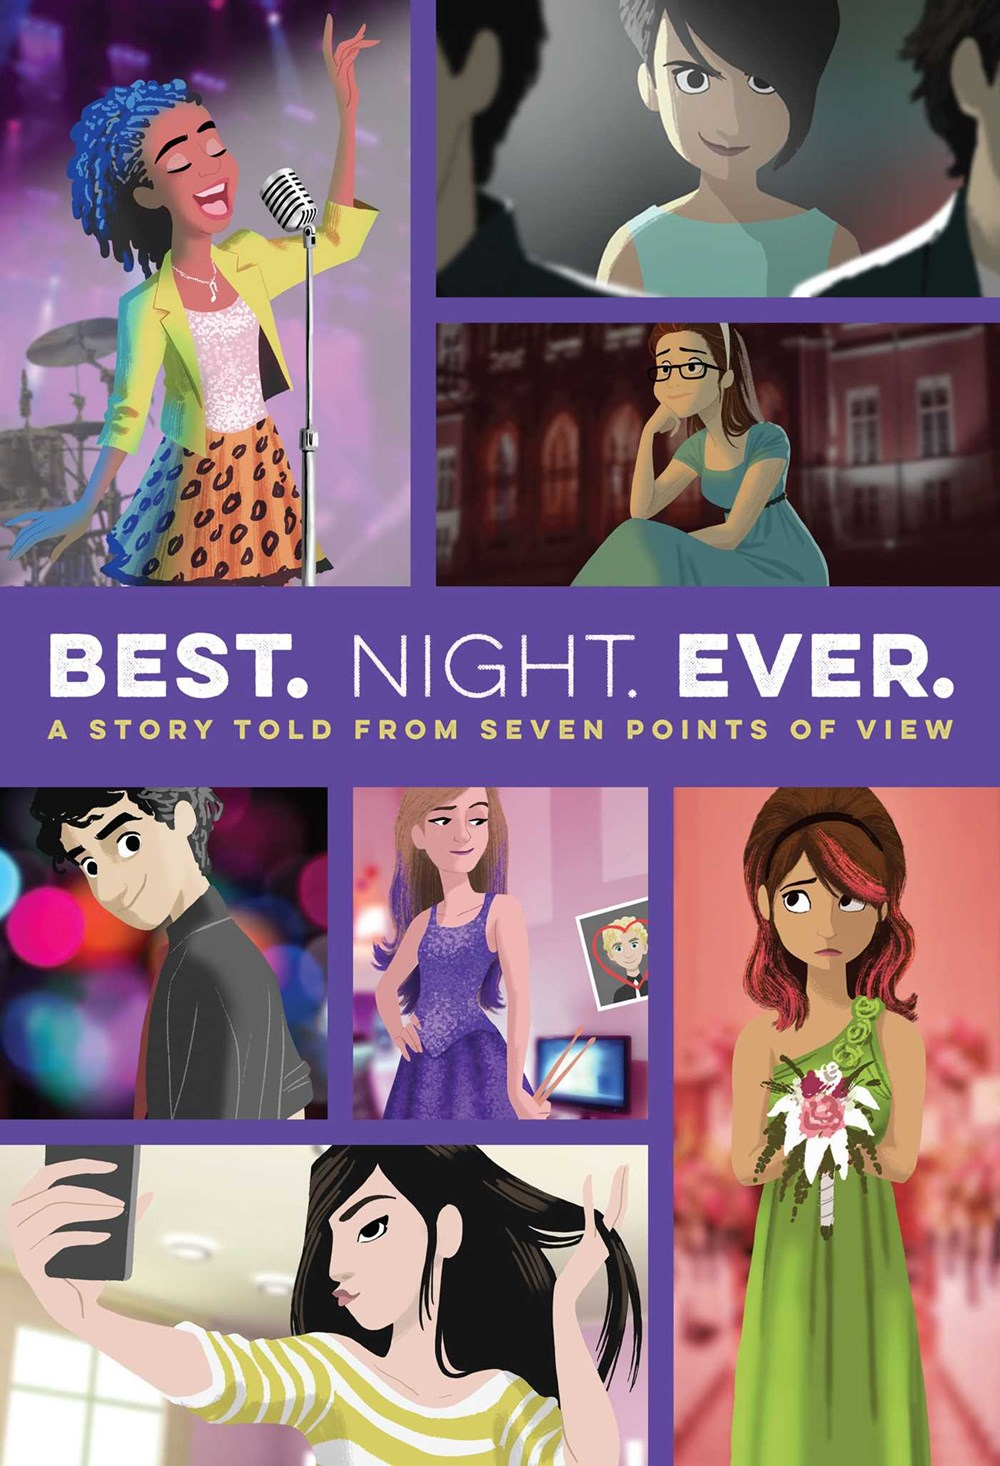 BEST. NIGHT. EVER.
A STORY TOLD FROM SEVEN POINTS OF VIEW